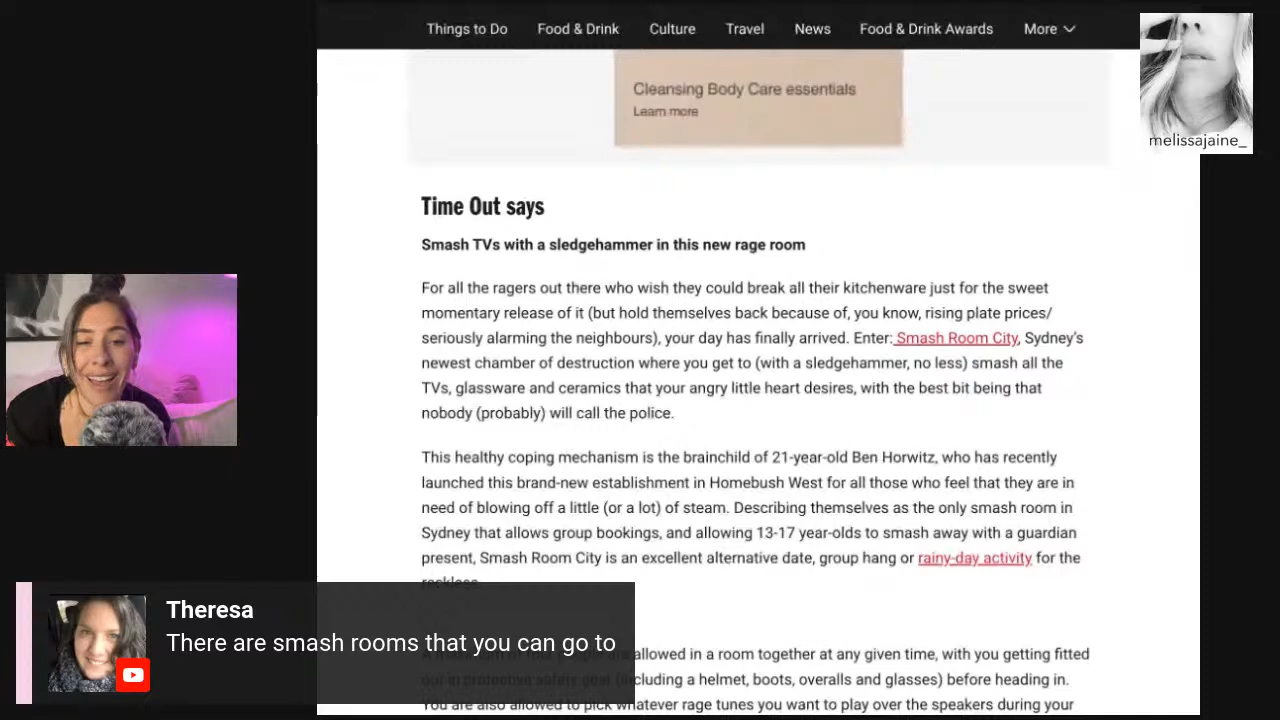 Things to Do Food & Drink Culture Travel News Food & Drink Awards More
Cleansing Body Care essentials
Learn more
melissajaine_
Time Out says
Smash TVs with a sledgehammer in this new rage room
For all the ragers out there who wish they could break all their kitchenware just for the sweet
momentary release of it (but hold themselves back because of, you know, rising plate prices/
seriously alarming the neighbours), your day has finally arrived. Enter: Smash Room City, Sydney's
newest chamber of destruction where you get to (with a sledgehammer, no less) smash all the
TVs, glassware and ceramics that your angry little heart desires, with the best bit being that
nobody (probably) will call the police.
This healthy coping mechanism is the brainchild of 21-year-old Ben Horwitz, who has recently
launched this brand-new establishment in Homebush West for all those who feel that they are in
need of blowing off a little (or a lot) of steam. Describing themselves as the only smash room in
Sydney that allows group bookings, and allowing 13-17 year-olds to smash away with a guardian
present, Smash Room City is an excellent alternative date, group hang or rainy-day activity for the
reckless.
Theresa
There are smash rooms that you can go to
allowed in a room together at any given time, with you getting fitted
out in protective safety gear (including a helmet, boots, overalls and glasses) before heading in.
You are also allowed to pick whatever rage tunes you want to play over the speakers during your